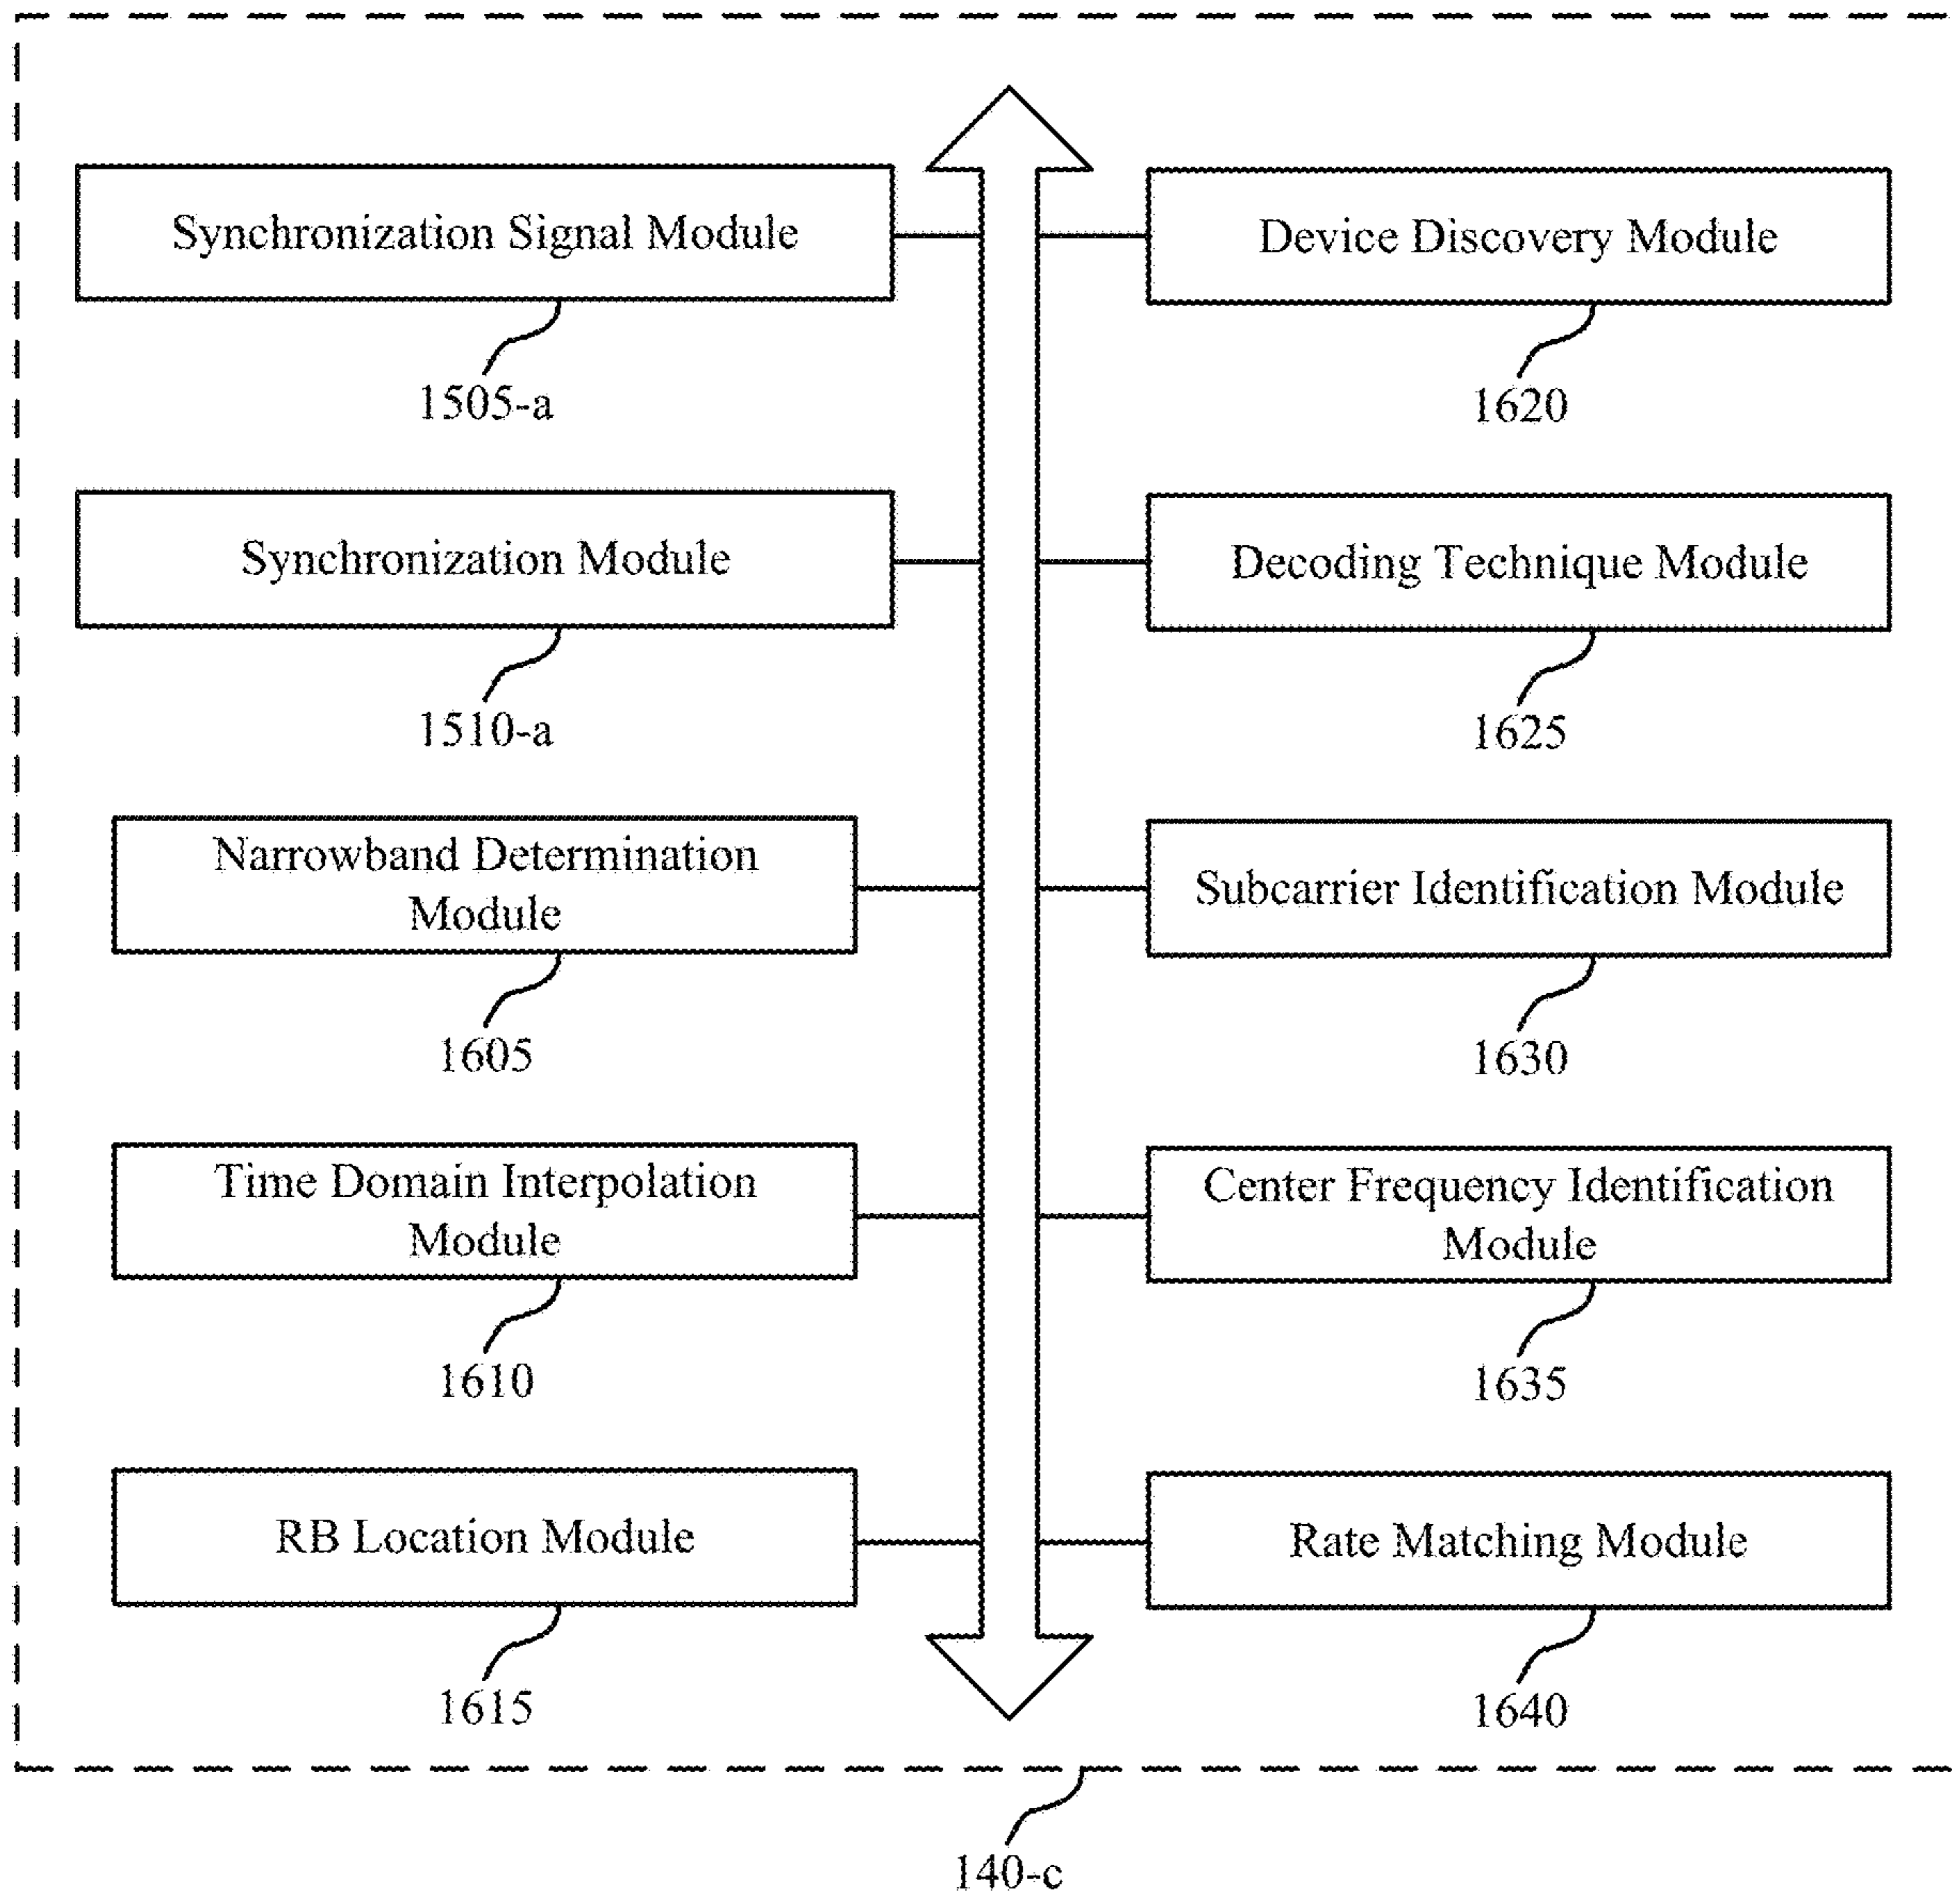 Synchronization Signal Module
1505-a
Synchronization Module
1510-a
Narrowband Determination
Module
1605
Time Domain Interpolation
Module
1610
RB Location Module
1615
Device Discovery Module
1620
Decoding Technique Module
1625
Subcarrier Identification Module
1630
Center Frequency Identification
Module
1635
Rate Matching Module
1640
140-c